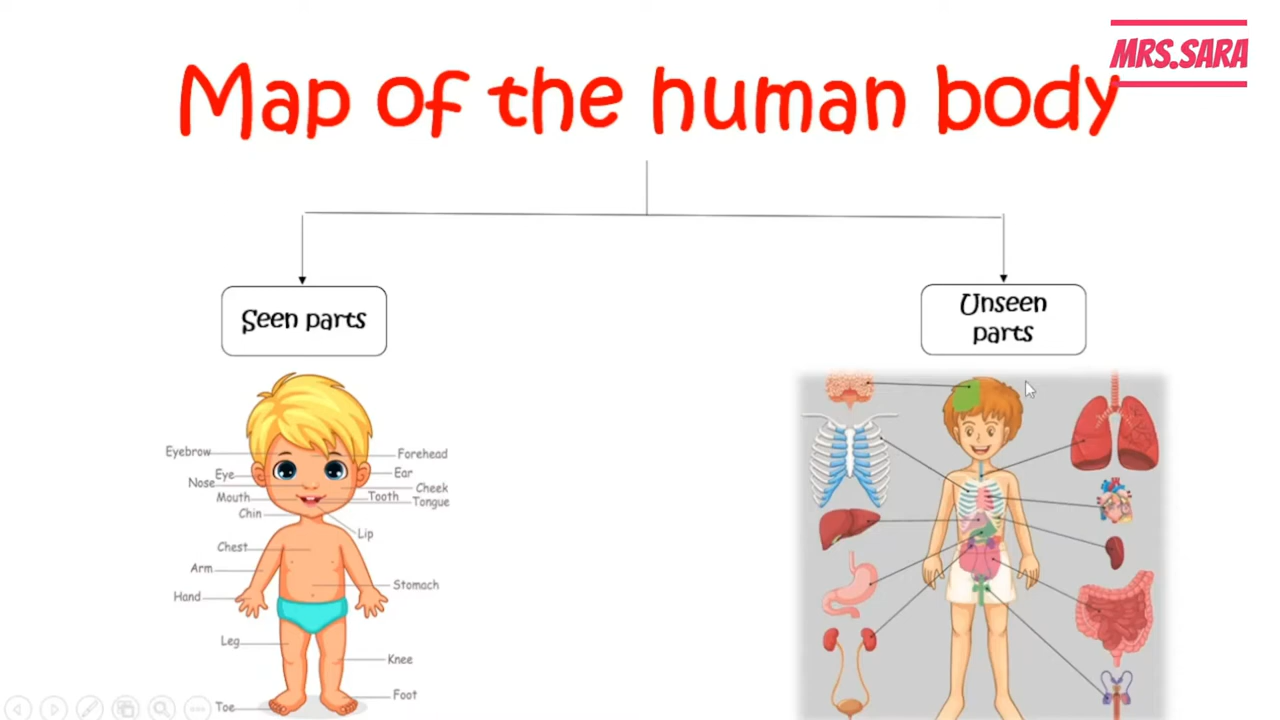 MRS.SARA
Map of the human body
Seen parts
Unseen
parts
Eyebrow
Forehead
Eye
Ear
Nose
Cheek
Mouth
Tooth
Tongue
Chin
Lip
Chest
Arm
Stomach
Hand
Leg
Knee
Foot
Toe